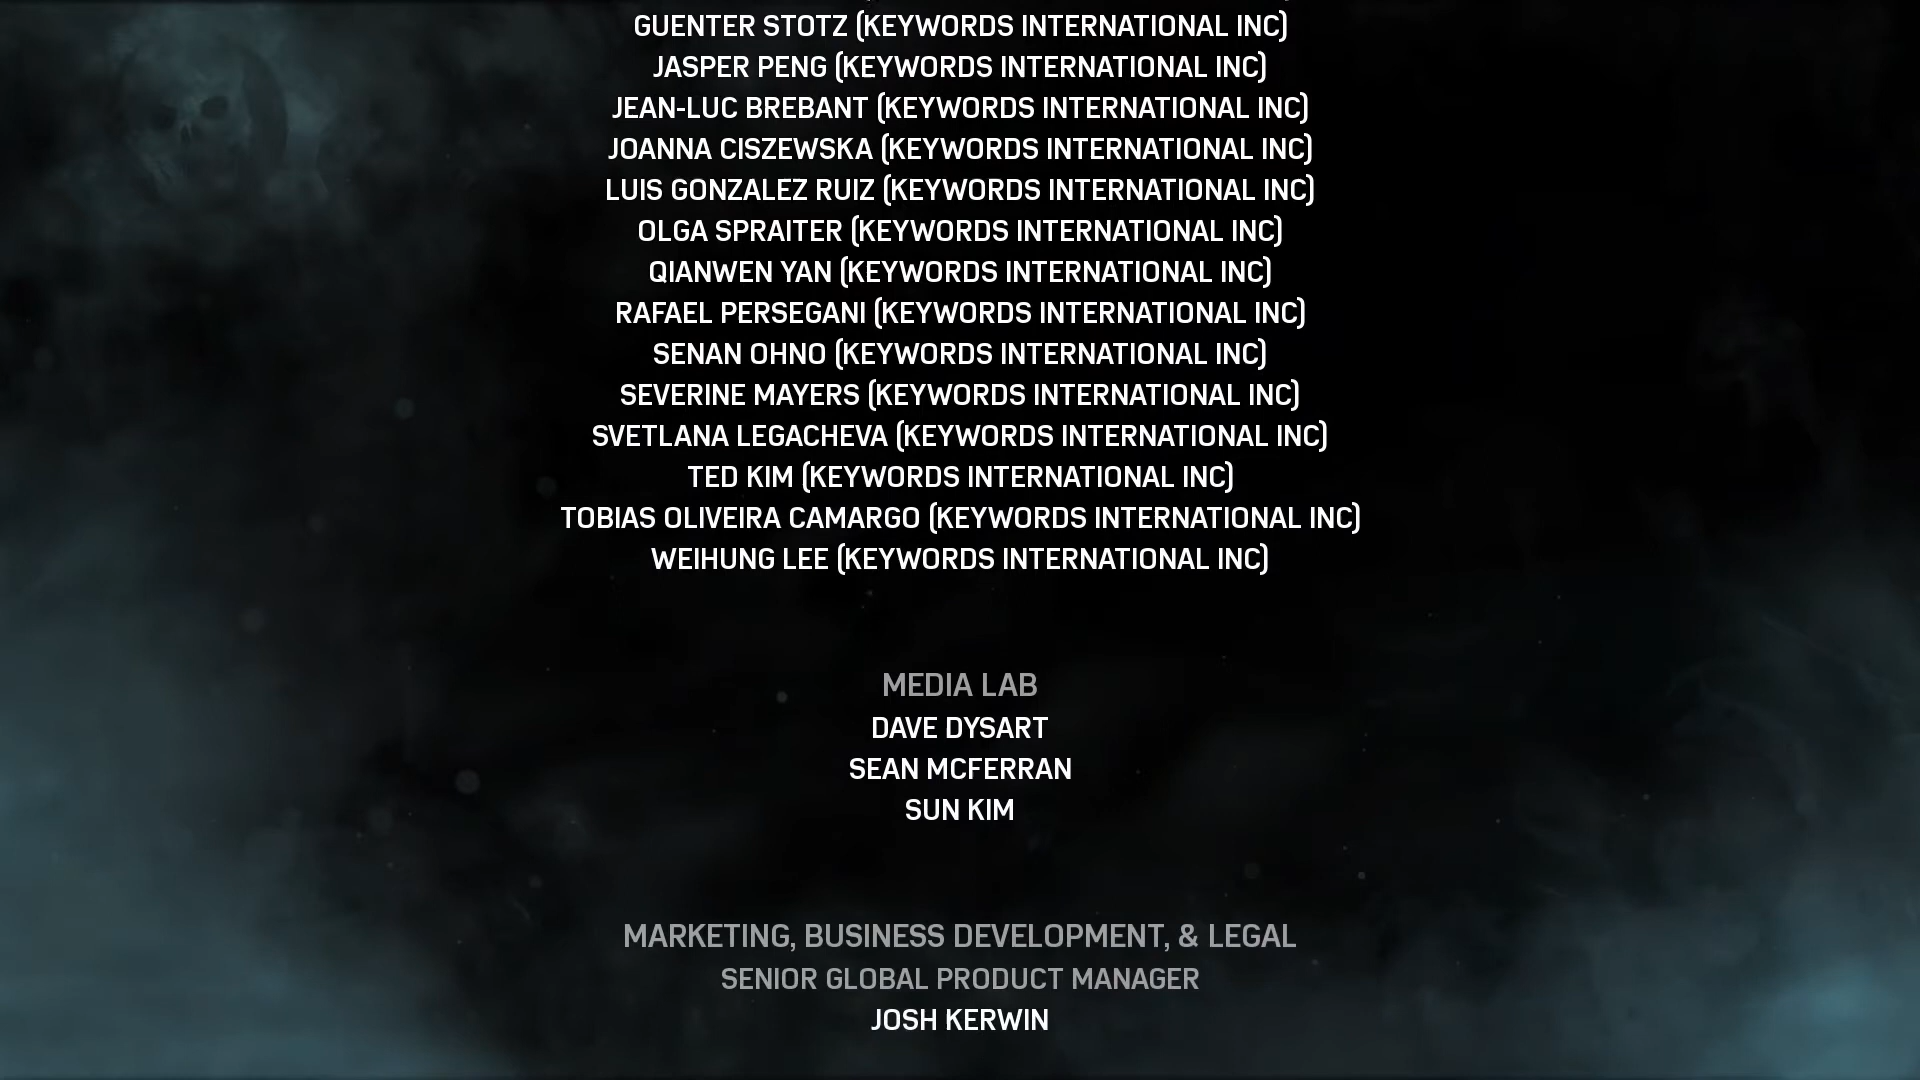 GUENTER STOTZ (KEYWORDS INTERNATIONAL INC)
JASPER PENG (KEYWORDS INTERNATIONAL INC)
JEAN-LUC BREBANT (KEYWORDS INTERNATIONAL INC)
JOANNA CISZEWSKA (KEYWORDS INTERNATIONAL INC)
LUIS GONZALEZ RUIZ (KEYWORDS INTERNATIONAL INC)
OLGA SPRAITER (KEYWORDS INTERNATIONAL INC)
QIANWEN YAN (KEYWORDS INTERNATIONAL INC)
RAFAEL PERSEGANI (KEYWORDS INTERNATIONAL INC)
SENAN OHNO (KEYWORDS INTERNATIONAL INC)
SEVERINE MAYERS (KEYWORDS INTERNATIONAL INC)
SVETLANA LEGACHEVA (KEYWORDS INTERNATIONAL INC)
TED KIM (KEYWORDS INTERNATIONAL INC)
TOBIAS OLIVEIRA CAMARGO (KEYWORDS INTERNATIONAL INC)
WEIHUNG LEE (KEYWORDS INTERNATIONAL INC)
MEDIA LAB
DAVE DYSART
SEAN MCFERRAN
SUN KIM
MARKETING, BUSINESS DEVELOPMENT, & LEGAL
SENIOR GLOBAL PRODUCT MANAGER
JOSH KERWIN